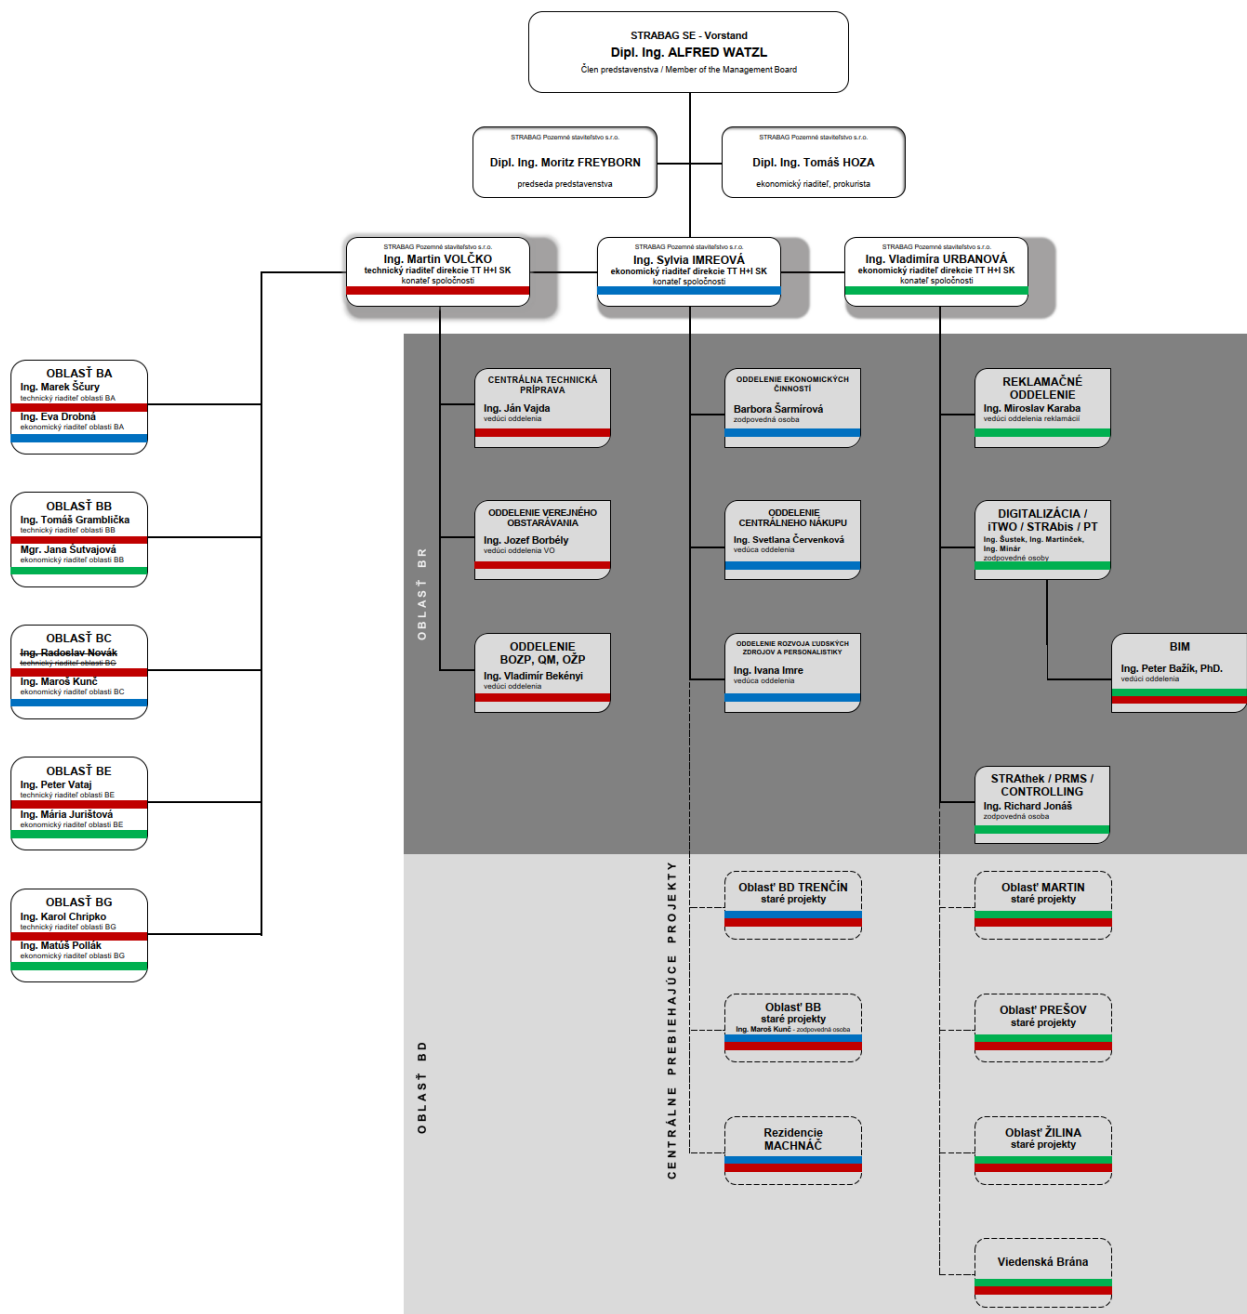 STRABAG SE - Vorstand
Dipl. Ing. ALFRED WATZL
Člen predstavenstva / Member of the Management Board
STRABAG Pozemné staviteľstvo s.r.o.
Dipl. Ing. Moritz FREYBORN
predseda predstavenstva
STRABAG Pozemné staviteľstvo s.r.o.
Dipl. Ing. Tomáš HOZA
ekonomický riaditeľ, prokurista
STRABAG Pozemné staviteľstvo s.r.o.
Ing. Martin VOLČKO
technický riaditeľ direkcie TT H+I SK
konateľ spoločnosti
STRABAG Pozemné staviteľstvo s.r.o.
Ing. Sylvia IMREOVÁ
ekonomický riaditeľ direkcie TT H+I SK
konateľ spoločnosti
STRABAG Pozemné staviteľstvo s.r.o.
Ing. Vladimíra URBANOVÁ
ekonomický riaditeľ direkcie TT H+I SK
konateľ spoločnosti
OBLASŤ BA
Ing. Marek Ščury
technický riaditeľ oblasti BA
Ing. Eva Drobná
ekonomický riaditeľ oblasti BA
OBLASŤ BB
Ing. Tomáš Gramblička
technický riaditeľ oblasti BB
Mgr. Jana Šutvajová
ekonomický riaditeľ oblasti BB
OBLASŤ BC
Ing. Radoslav Novák
technický riaditeľ oblasti BC
Ing. Maroš Kunč
ekonomický riaditeľ oblasti BC
OBLASŤ BE
Ing. Peter Vataj
technický riaditeľ oblasti BE
Ing. Mária Jurištová
ekonomický riaditeľ oblasti BE
OBLASŤ BG
Ing. Karol Chripko
technický riaditeľ oblasti BG
Ing. Matúš Pollák
ekonomický riaditeľ oblasti BG
OBLASŤ BR
CENTRÁLNA TECHNICKÁ
PRÍPRAVA
Ing. Ján Vajda
vedúci oddelenia
ODDELENIE VEREJNÉHO
OBSTARÁVANIA
Ing. Jozef Borbély
vedúci oddelenia VO
ODDELENIE
BOZP, QM, OŽP
Ing. Vladimír Bekényi
vedúci oddelenia
ODDELENIE EKONOMICKÝCH
ČINNOSTÍ
Barbora Šarmírová
zodpovedná osoba
ODDELENIE
CENTRÁLNEHO NÁKUPU
Ing. Svetlana Červenková
vedúca oddelenia
ODDELENIE ROZVOJA ĽUDSKÝCH
ZDROJOV A PERSONALISTIKY
Ing. Ivana Imre
vedúca oddelenia
REKLAMAČNÉ
ODDELENIE
Ing. Miroslav Karaba
vedúci oddelenia reklamácií
DIGITALIZÁCIA /
iTWO / STRAbis / PT
Ing. Šustek, Ing. Martinček,
Ing. Minár
zodpovedné osoby
BIM
Ing. Peter Bažík, PhD.
vedúci oddelenia
STRAthek / PRMS /
CONTROLLING
Ing. Richard Jonáš
zodpovedná osoba
OBLASŤ BD
CENTRÁLNE PREBIEHAJÚCE PROJEKTY
Oblasť BD TRENČÍN
staré projekty
Oblasť BB
staré projekty
Ing. Maroš Kunč - zodpovedná osoba
Rezidencie
MACHNÁČ
Oblasť MARTIN
staré projekty
Oblasť PREŠOV
staré projekty
Oblasť ŽILINA
staré projekty
Viedenská Brána